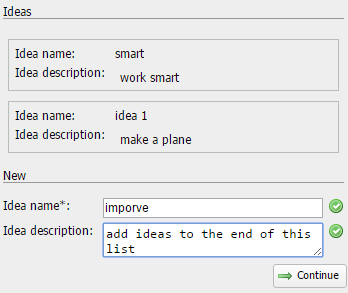 Ideas
Idea name: smart
Idea description: work smart
Idea name: idea 1
Idea description: make a plane
New
Idea name*: imporve
Idea description: add ideas to the end of this
list
Continue